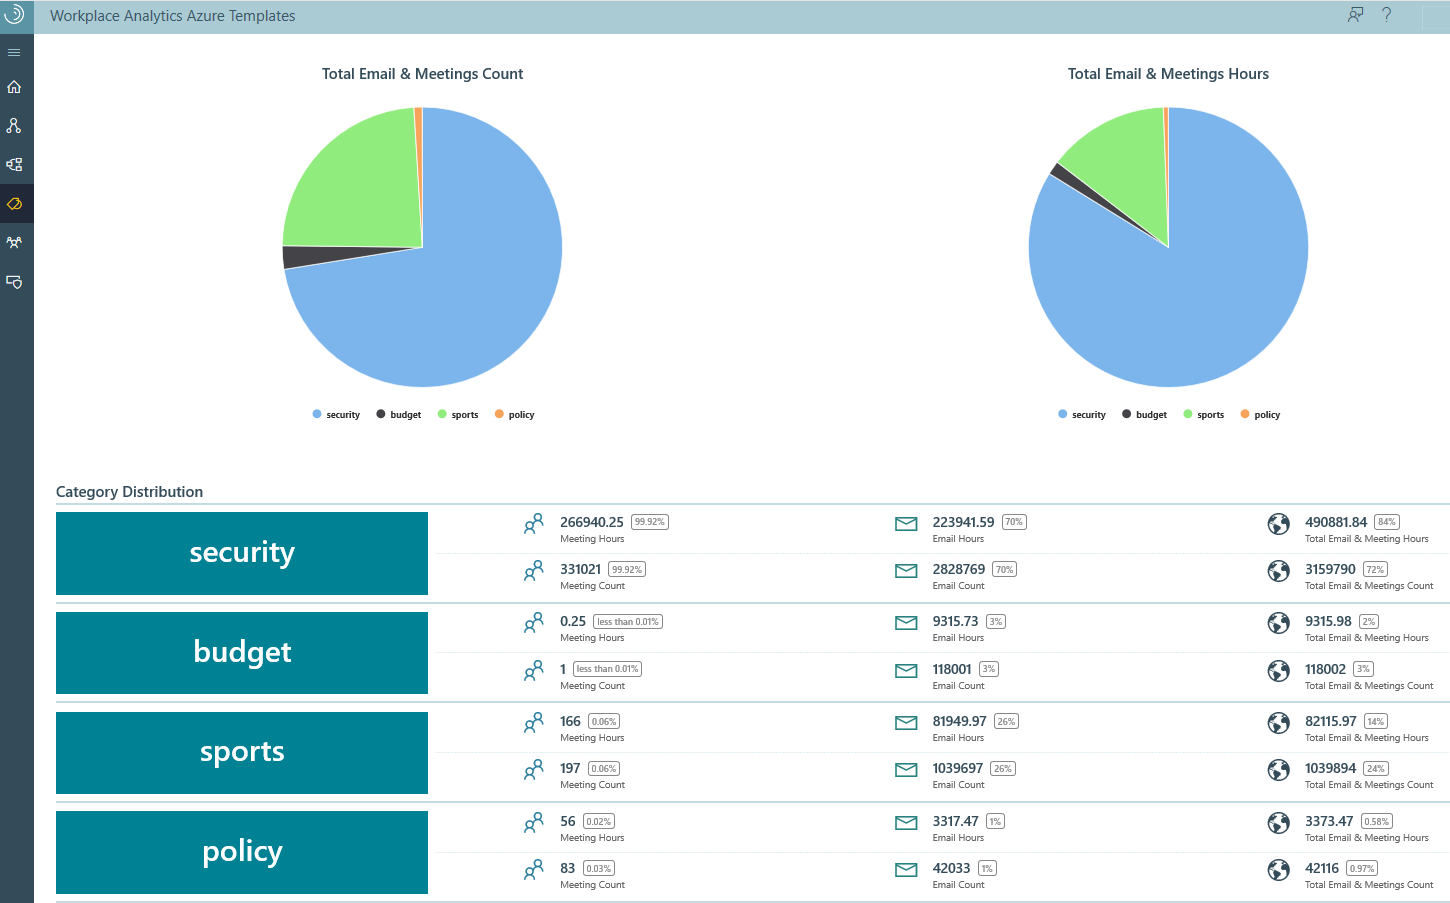 Workplace Analytics Azure Templates
?
Total Email & Meetings Count
Total Email & Meetings Hours
security budget sports policy
security budget sports policy
Category Distribution
security
266940.25 99.92%
Meeting Hours
223941.59 70%
Email Hours
490881.84 84%
Total Email & Meeting Hours
331021 99.92%
Meeting Count
2828769 70%
Email Count
3159790 72%
Total Email & Meetings Count
budget
0.25 less than 0.01%
Meeting Hours
9315.73 3%
Email Hours
9315.98 2%
Total Email & Meeting Hours
1 less than 0.01%
Meeting Count
118001 3%
Email Count
118002 3%
Total Email & Meetings Count
sports
166 0.06%
Meeting Hours
81949.97 26%
Email Hours
82115.97 14%
Total Email & Meeting Hours
197 0.06%
Meeting Count
1039697 26%
Email Count
1039894 24%
Total Email & Meetings Count
policy
56 0.02%
Meeting Hours
3317.47 1%
Email Hours
3373.47 0.58%
Total Email & Meeting Hours
83 0.03%
Meeting Count
42033 1%
Email Count
42116 0.97%
Total Email & Meetings Count